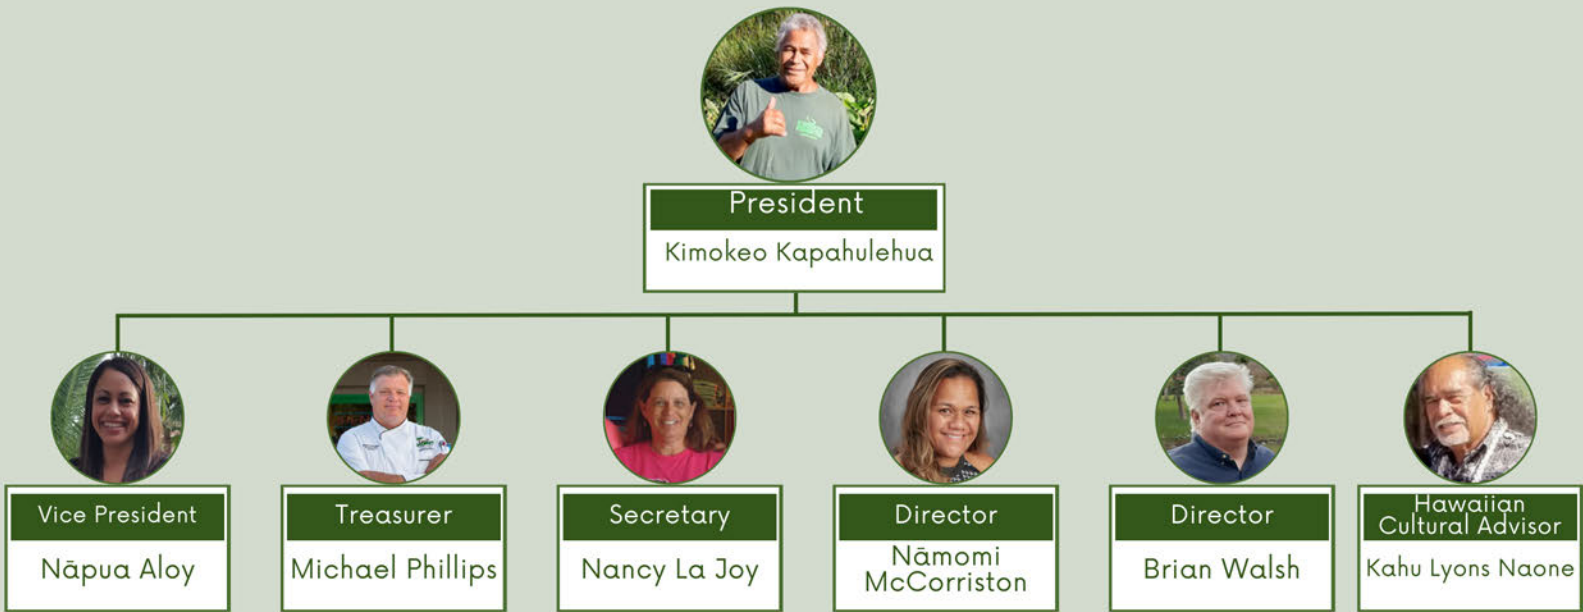 President
Kimokeo Kapahulehua
Vice President
Nāpua Aloy
Treasurer
Michael Phillips
Secretary
Nancy La Joy
Director
Nāmomi
McCorriston
Director
Brian Walsh
Hawaiian
Cultural Advisor
Kahu Lyons Naone